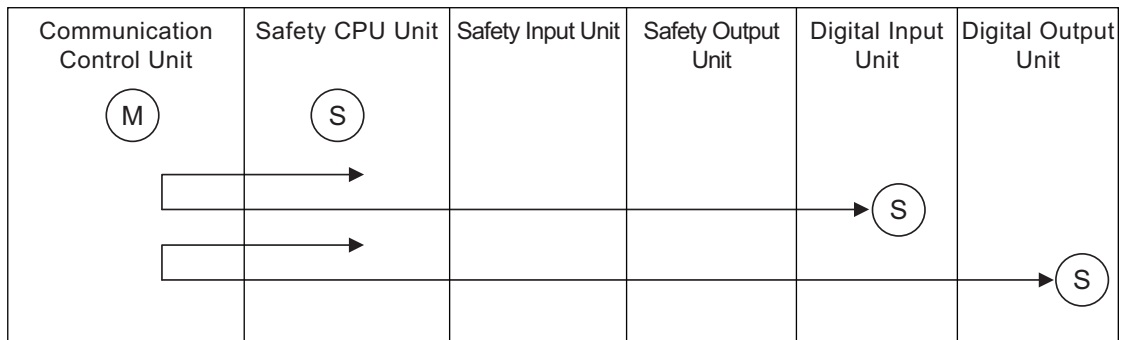 Communication
Control Unit
Safety CPU Unit
Safety Input Unit
Safety Output
Unit
Digital Input
Unit
Digital Output
Unit
M
S
S
S